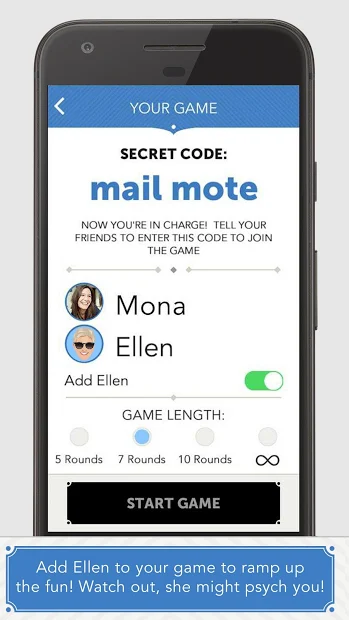 YOUR GAME
SECRET CODE:
mail mote
NOW YOU'RE IN CHARGE! TELL YOUR
FRIENDS TO ENTER THIS CODE TO JOIN
THE GAME
Mona
Ellen
Add Ellen
GAME LENGTH:
5 Rounds 7 Rounds 10 Rounds ∞
START GAME
Add Ellen to your game to ramp up
the fun! Watch out, she might psych you!